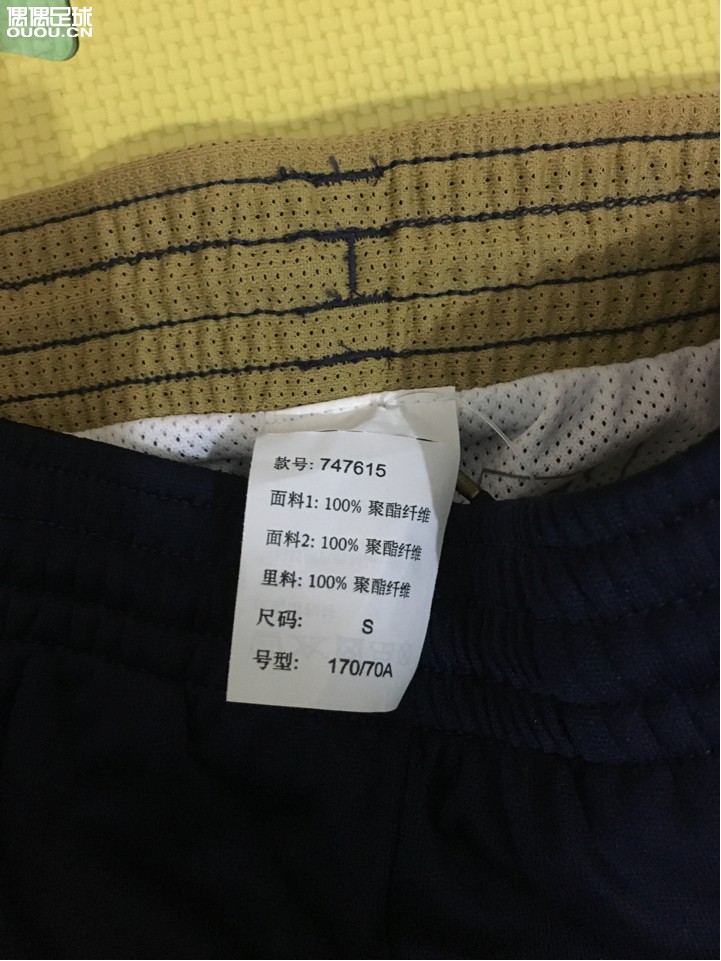 偶偶足球
OUOU.CN
款号: 747615
面料1: 100% 聚酯纤维
面料2: 100% 聚酯纤维
里料: 100% 聚酯纤维
尺码: S
号型: 170/70A